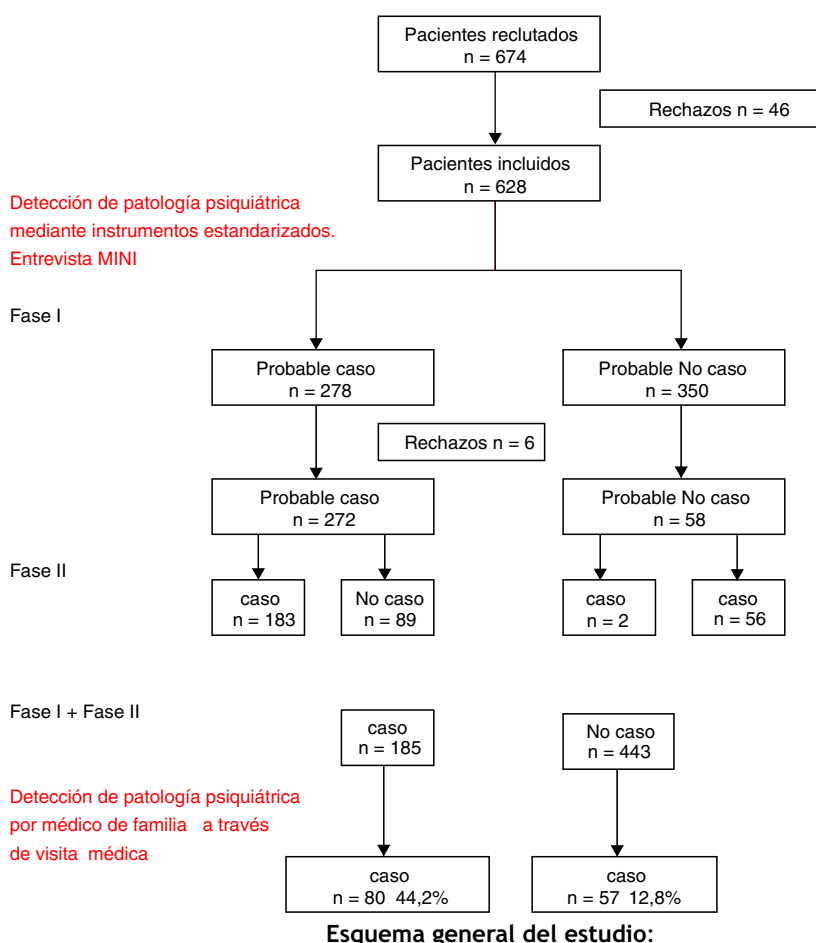 Pacientes reclutados
n = 674
Rechazos n = 46
Pacientes incluidos
n = 628
Detección de patología psiquiátrica
mediante instrumentos estandarizados.
Entrevista MINI
Fase I
Probable caso
n = 278
Probable No caso
n = 350
Rechazos n = 6
Probable caso
n = 272
Probable No caso
n = 58
Fase II
caso
n = 183
No caso
n = 89
caso
n = 2
caso
n = 56
Fase I + Fase II
caso
n = 185
No caso
n = 443
Detección de patología psiquiátrica
por médico de familia a través
de visita médica
caso
n = 80 44,2%
caso
n = 57 12,8%
Esquema general del estudio: